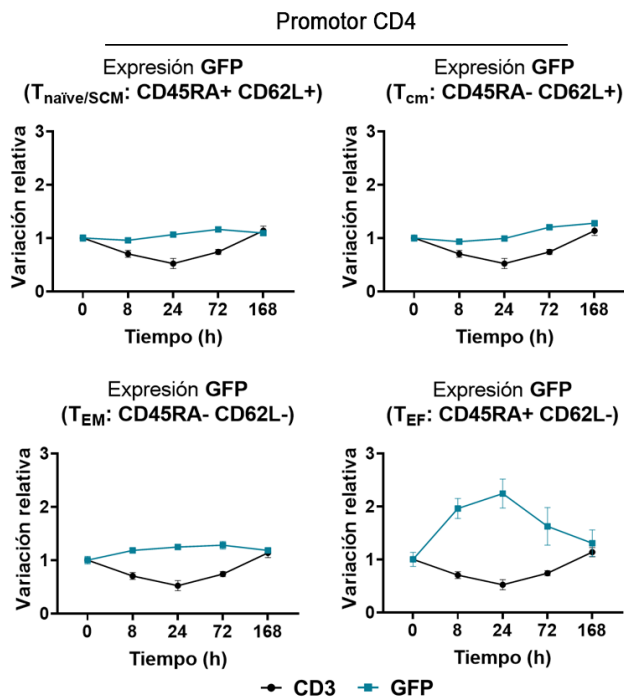 Promotor CD4
Expresión GFP
(Tnaïve/SCM: CD45RA+ CD62L+)
Variación relativa
3
2
1
0
0 8 24 72 168
Tiempo (h)
Expresión GFP
(Tcm: CD45RA- CD62L+)
Variación relativa
3
2
1
0
0 8 24 72 168
Tiempo (h)
Expresión GFP
(TEM: CD45RA- CD62L-)
Variación relativa
3
2
1
0
0 8 24 72 168
Tiempo (h)
Expresión GFP
(TEF: CD45RA+ CD62L-)
Variación relativa
3
2
1
0
0 8 24 72 168
Tiempo (h)
CD3 GFP